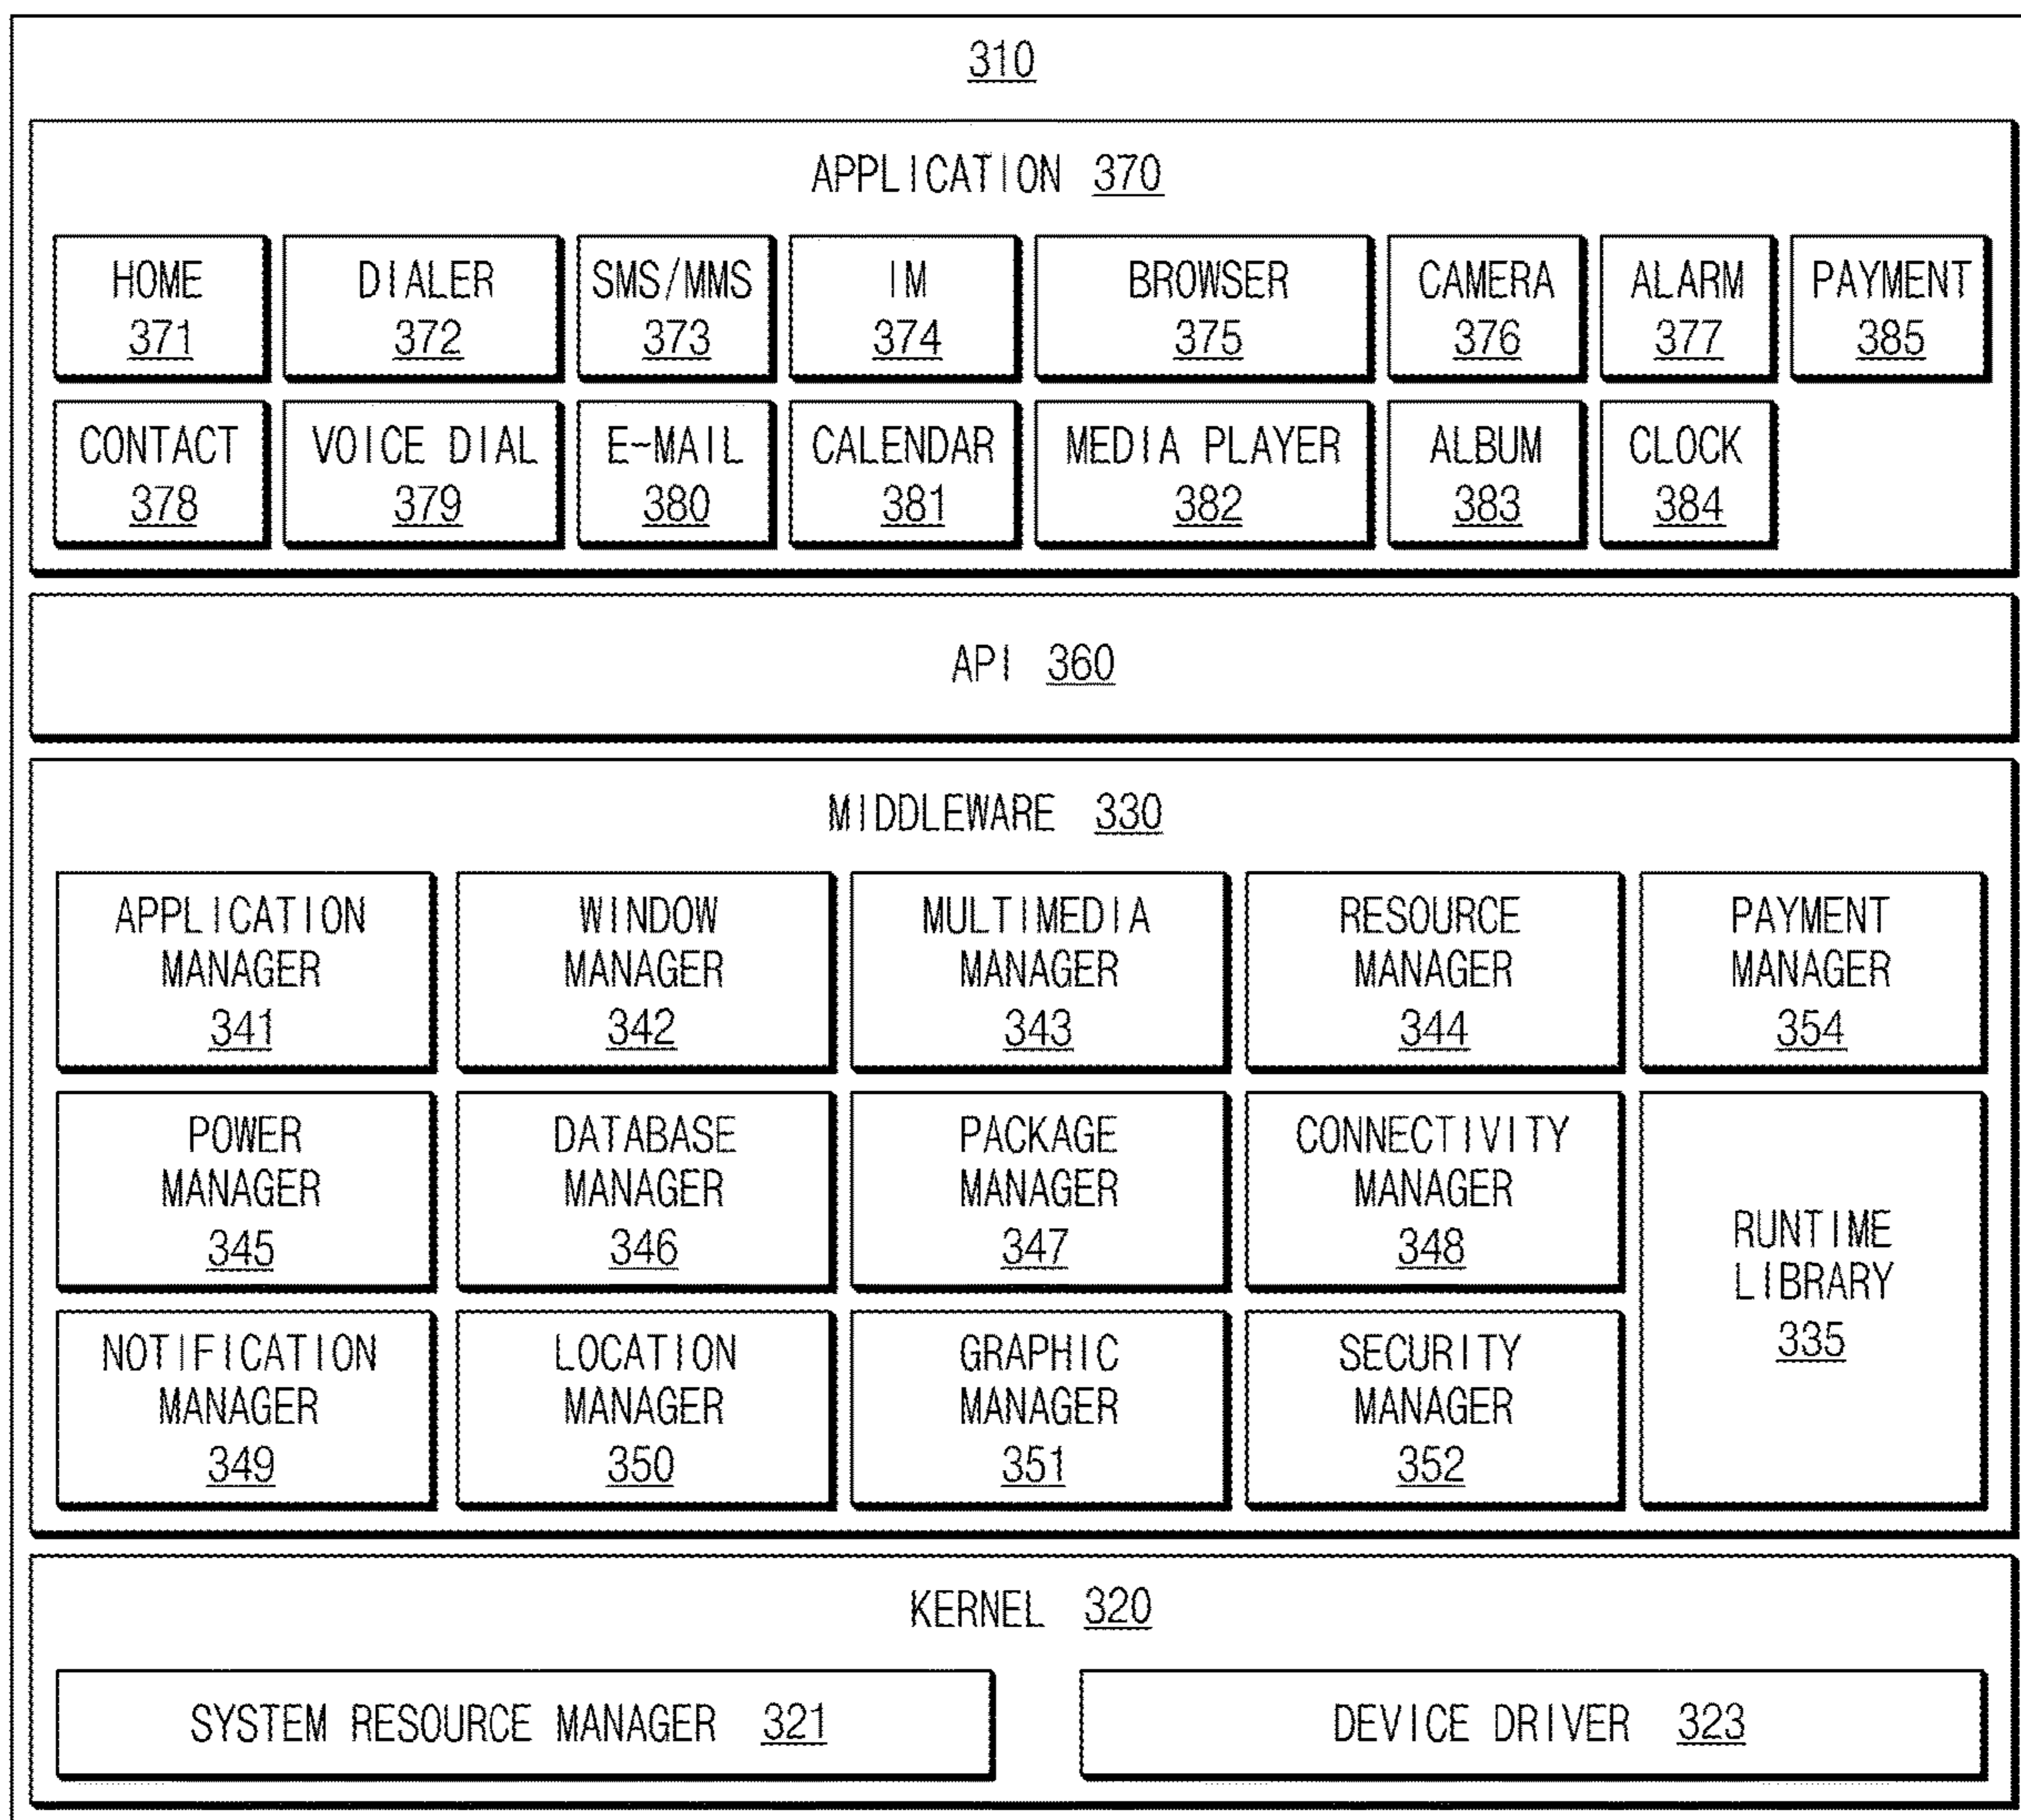 310
APPLICATION 370
HOME DIALER SMS/MMS IM BROWSER CAMERA ALARM PAYMENT
371 372 373 374 375 376 377 385
CONTACT VOICE DIAL E-MAIL CALENDAR MEDIA PLAYER ALBUM CLOCK
378 379 380 381 382 383 384
API 360
MIDDLEWARE 330
APPLICATION WINDOW MULTIMEDIA RESOURCE PAYMENT
MANAGER MANAGER MANAGER MANAGER MANAGER
341 342 343 344 354
POWER DATABASE PACKAGE CONNECTIVITY
MANAGER MANAGER MANAGER MANAGER
345 346 347 348
RUNTIME
LIBRARY
335
NOTIFICATION LOCATION GRAPHIC SECURITY
MANAGER MANAGER MANAGER MANAGER
349 350 351 352
KERNEL 320
SYSTEM RESOURCE MANAGER 321 DEVICE DRIVER 323